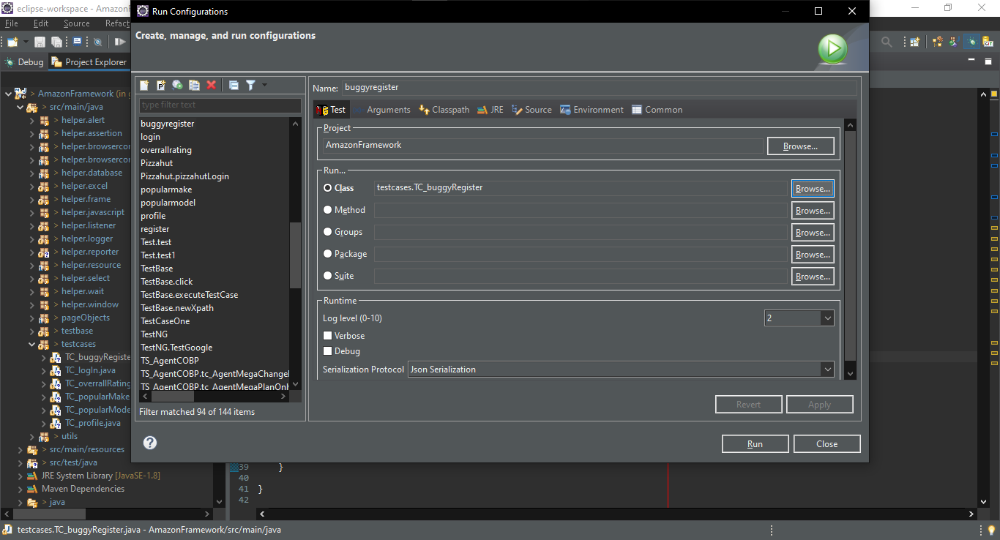 eclipse-workspace - Amazon
Run Configurations
File Edit Source Refact
Create, manage, and run configurations
Debug Project Explorer
AmazonFramework (in
> src/main/java
> helper.alert
> helper.assertion
> helper.browsercon
> helper.browsercon
> helper.database
> helper.excel
> helper.frame
> helper.javascript
> helper.listener
> helper.logger
> helper.reporter
> helper.resource
> helper.select
> helper.wait
> helper.window
> pageObjects
> testbase
> testcases
TC_buggyRegiste
TC_logIn.java
TC_overrallRating
TC_popularMake
TC_popularMode
TC_profile.java
> utils
> src/main/resources
> src/test/java
JRE System Library [JavaSE-1.8]
Maven Dependencies
> java
type filter text
buggyregister
login
overrallrating
Pizzahut
Pizzahut.pizzahutLogin
popularmake
popularmodel
profile
register
Test.test
Test.test1
TestBase
TestBase.click
TestBase.executeTestCase
TestBase.newXpath
TestCaseOne
TestNG
TestNG.TestGoogle
TS_AgentCOBP
TS_AgentCOBP.tc_AgentMegaChangeI
TS_AgentCOBP.tc_AgentMegaPlanOnl
Filter matched 94 of 144 items
Name: buggyregister
Test Arguments Classpath JRE Source Environment Common
Project
AmazonFramework Browse...
Run...
Class testcases.TC_buggyRegister Browse...
Method Browse...
Groups Browse...
Package Browse...
Suite Browse...
Runtime
Log level (0-10) 2
Verbose
Debug
Serialization Protocol Json Serialization
Revert Apply
Run Close
39 }
40
41 }
42
testcases.TC_buggyRegister.java - AmazonFramework/src/main/java